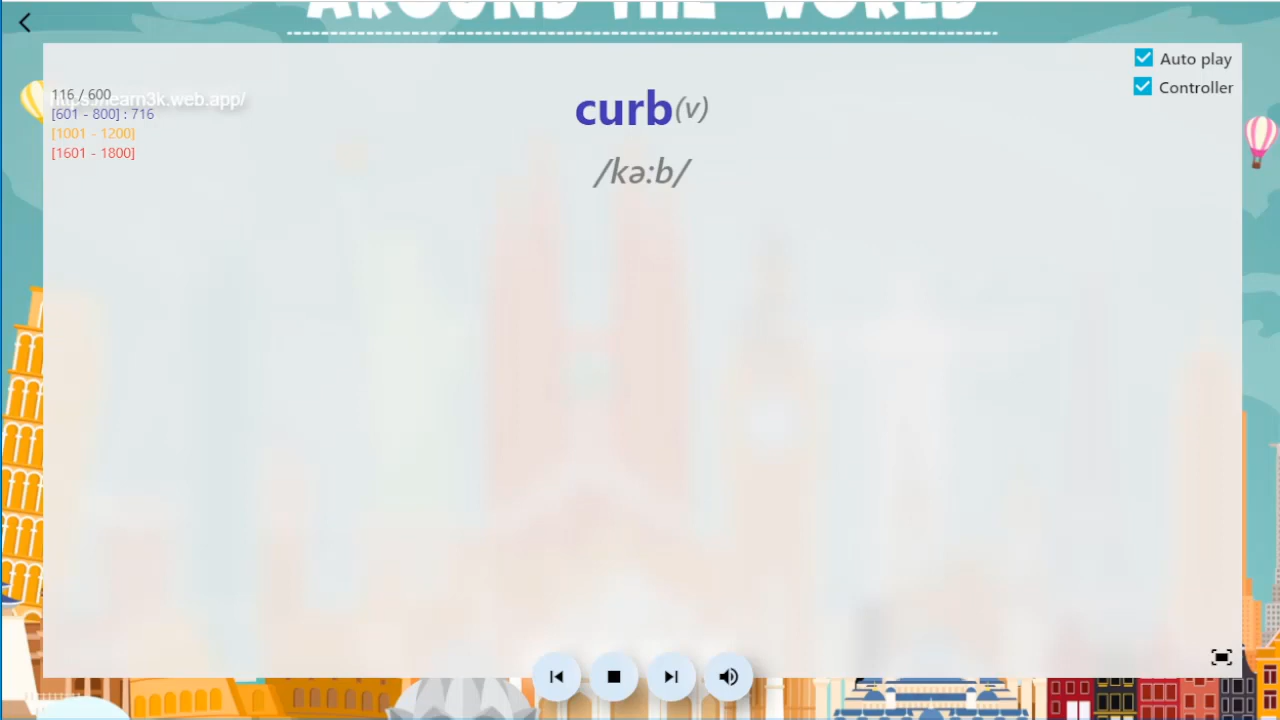 AROUND THE WORLD
Auto play
Controller
116 / 600
https://learn3k.web.app/
[601 - 800] : 716
[1001 - 1200]
[1601 - 1800]
curb(v)
/kə:b/